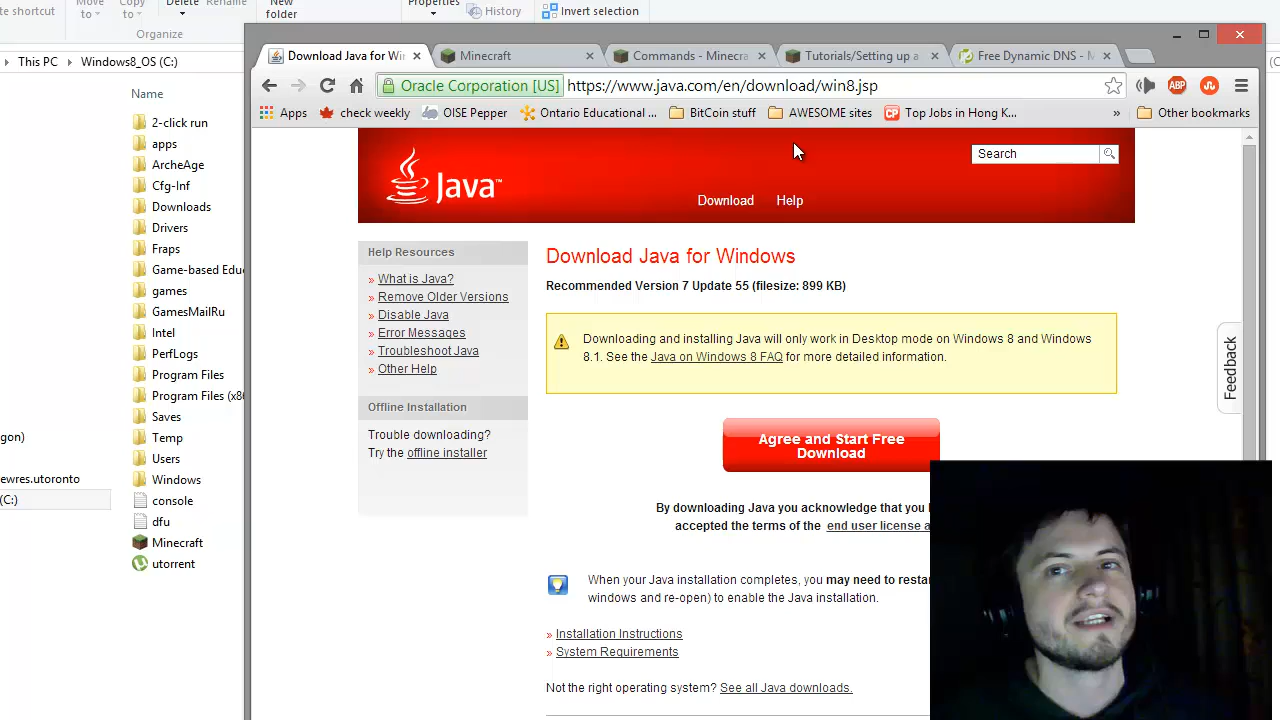 ste shortcut
Move
to
Copy
to
Delete
Rename
New
folder
Properties
History
Invert selection
Organize
This PC
Windows8_OS (C:)
Name
2-click run
apps
ArcheAge
Cfg-Inf
Downloads
Drivers
Fraps
Game-based Edu
games
GamesMailRu
Intel
PerfLogs
Program Files
Program Files (x86
Saves
Temp
Users
Windows
console
dfu
Minecraft
utorrent
gon)
ewres.utoronto
(C:)
Download Java for Win
Minecraft
Commands - Minecra
Tutorials/Setting up a
Free Dynamic DNS - M
Oracle Corporation [US]
https://www.java.com/en/download/win8.jsp
ABP
Apps
check weekly
OISE Pepper
Ontario Educational ...
BitCoin stuff
AWESOME sites
CP
Top Jobs in Hong K...
»
Other bookmarks
Java™
Search
Download
Help
Help Resources
» What is Java?
» Remove Older Versions
» Disable Java
» Error Messages
» Troubleshoot Java
» Other Help
Offline Installation
Trouble downloading?
Try the offline installer
Download Java for Windows
Recommended Version 7 Update 55 (filesize: 899 KB)
Downloading and installing Java will only work in Desktop mode on Windows 8 and Windows
8.1. See the Java on Windows 8 FAQ for more detailed information.
Agree and Start Free
Download
By downloading Java you acknowledge that you
accepted the terms of the end user license a
When your Java installation completes, you may need to restar
windows and re-open) to enable the Java installation.
» Installation Instructions
» System Requirements
Not the right operating system? See all Java downloads.
Feedback